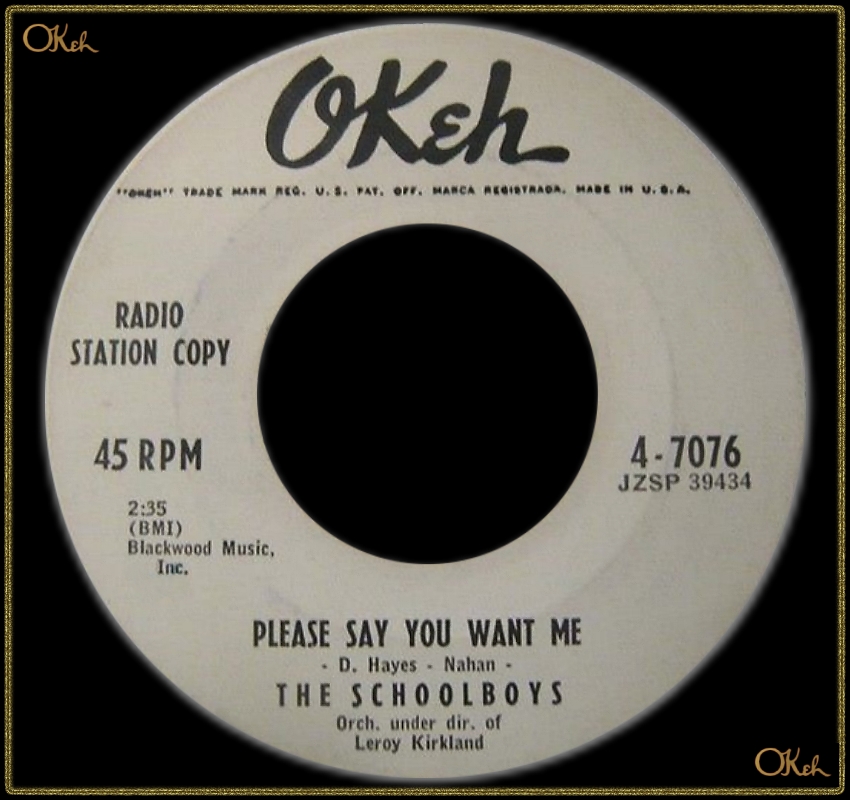 OKeh
OKeh
"OKEH" TRADE MARK REG. U.S. PAT. OFF. MARCA REGISTRADA. MADE IN U.S.A.
RADIO
STATION COPY
45 RPM
2:35
(BMI)
Blackwood Music,
Inc.
4-7076
JZSP 39434
PLEASE SAY YOU WANT ME
- D. Hayes - Nahan -
THE SCHOOLBOYS
Orch. under dir. of
Leroy Kirkland
OKeh